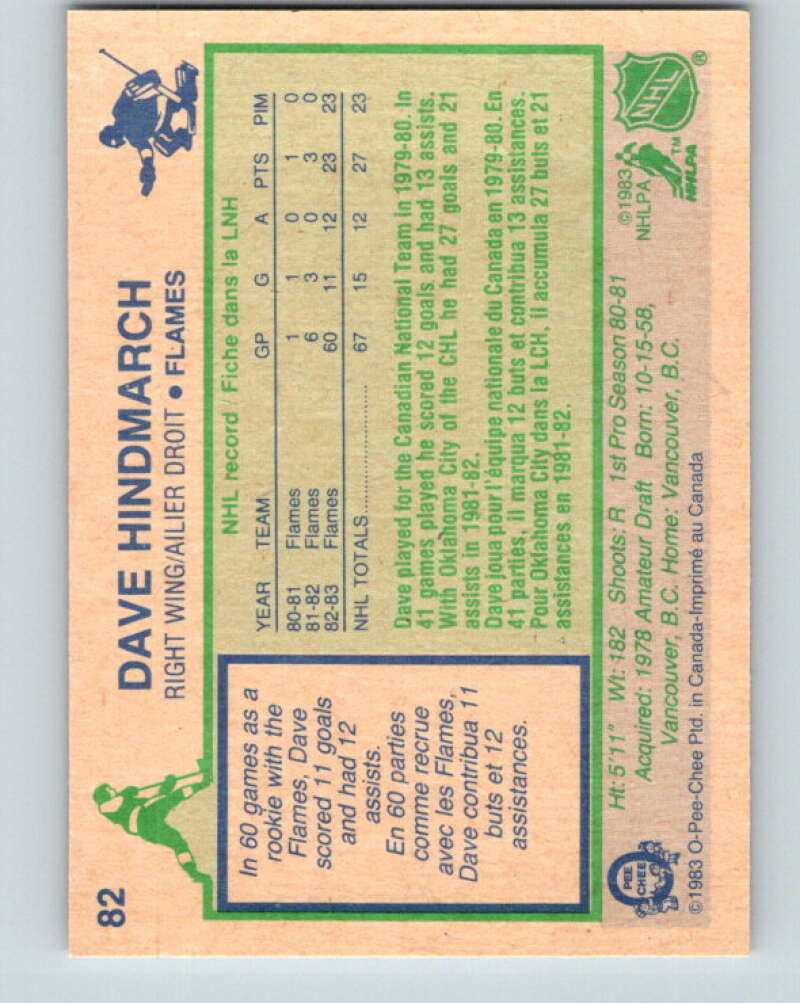 82
DAVE HINDMARCH
RIGHT WING/AILIER DROIT • FLAMES
In 60 games as a
rookie with the
Flames, Dave
scored 11 goals
and had 12
assists.
En 60 parties
comme recrue
avec les Flames,
Dave contribua 11
buts et 12
assistances.
NHL record / Fiche dans la LNH
YEAR TEAM GP G A PTS PIM
80-81 Flames 1 1 0 1 0
81-82 Flames 6 3 0 3 0
82-83 Flames 60 11 12 23 23
NHL TOTALS 67 15 12 27 23
Dave played for the Canadian National Team in 1979-80. In
41 games played he scored 12 goals and had 13 assists.
With Oklahoma City of the CHL he had 27 goals and 21
assists in 1981-82.
Dave joua pour l'équipe nationale du Canada en 1979-80. En
41 parties, il marqua 12 buts et contribua 13 assistances.
Pour Oklahoma City dans la LCH, il accumula 27 buts et 21
assistances en 1981-82.
Ht: 5'11" Wt: 182 Shoots: R 1st Pro Season 80-81
Acquired: 1978 Amateur Draft Born: 10-15-58,
Vancouver, B.C. Home: Vancouver, B.C.
©1983 O-Pee-Chee Ptd. in Canada-Imprimé au Canada
O
PEE
CHEE
©1983
NHLPA
NHLPA
TM
NHL
®